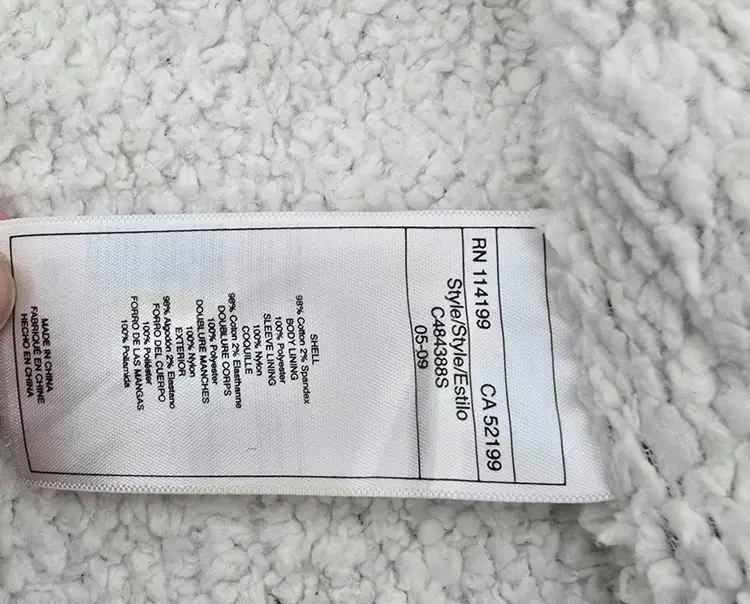 RN 114199 CA 52199
Style/Style/Estilo
C484388S
05-09
SHELL
98% Cotton 2% Spandex
BODY LINING
100% Polyester
SLEEVE LINING
100% Nylon
COQUILLE
98% Coton 2% Elasthanne
DOUBLURE CORPS
100% Polyester
DOUBLURE MANCHES
100% Nylon
EXTERIOR
98% Algodón 2% Elastano
FORRO DEL CUERPO
100% Poliéster
FORRO DE LAS MANGAS
100% Poliamida
MADE IN CHINA
FABRIQUÉ EN CHINE
HECHO EN CHINA